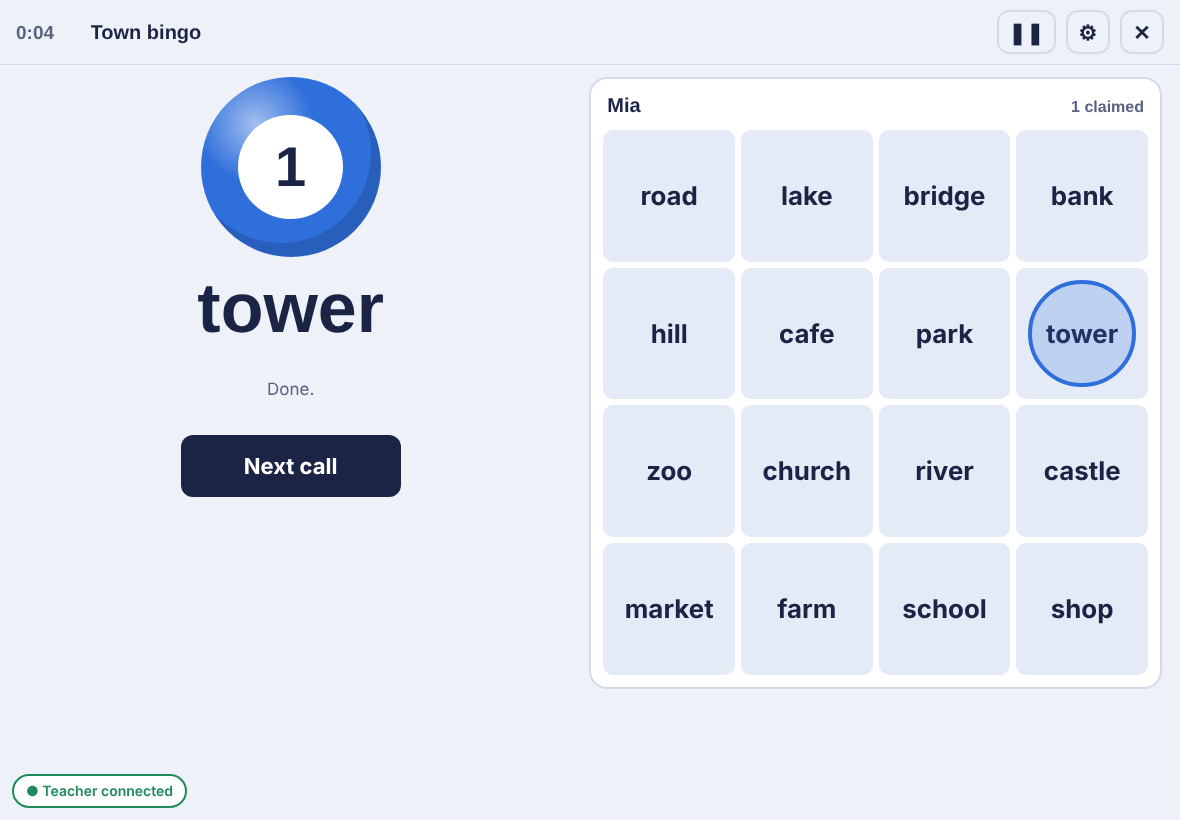 0:04 Town bingo
1
tower
Done.
Next call
Mia 1 claimed
road lake bridge bank
hill cafe park tower
zoo church river castle
market farm school shop
Teacher connected